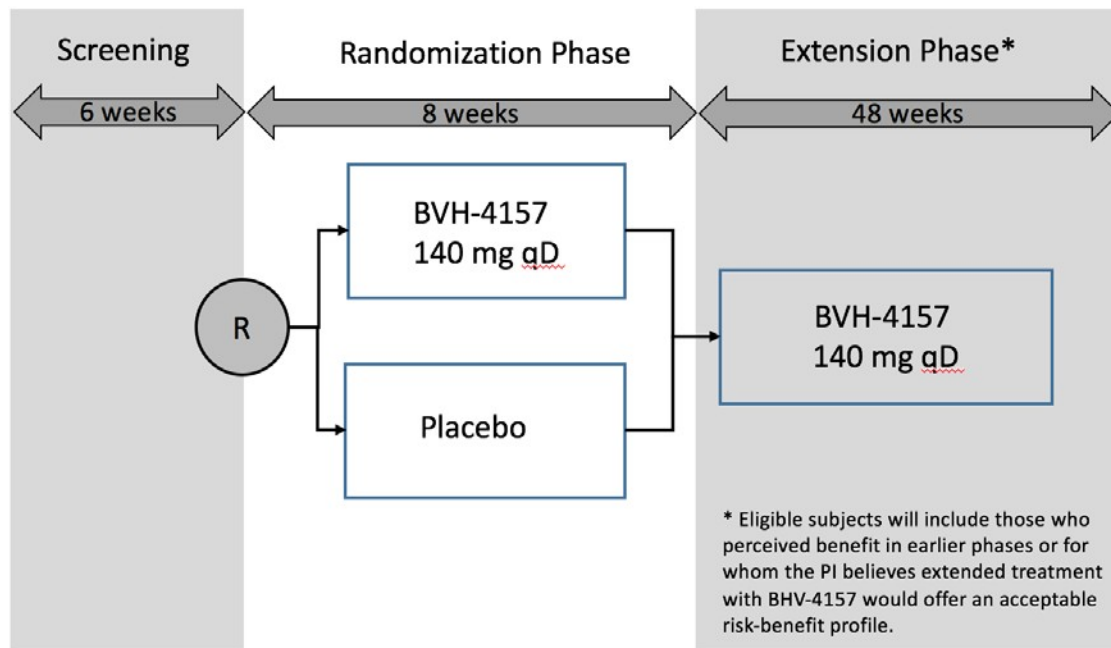 Screening
Randomization Phase
Extension Phase*
6 weeks
8 weeks
48 weeks
BVH-4157
140 mg qD
R
BVH-4157
140 mg qD
Placebo
* Eligible subjects will include those who
perceived benefit in earlier phases or for
whom the PI believes extended treatment
with BHV-4157 would offer an acceptable
risk-benefit profile.